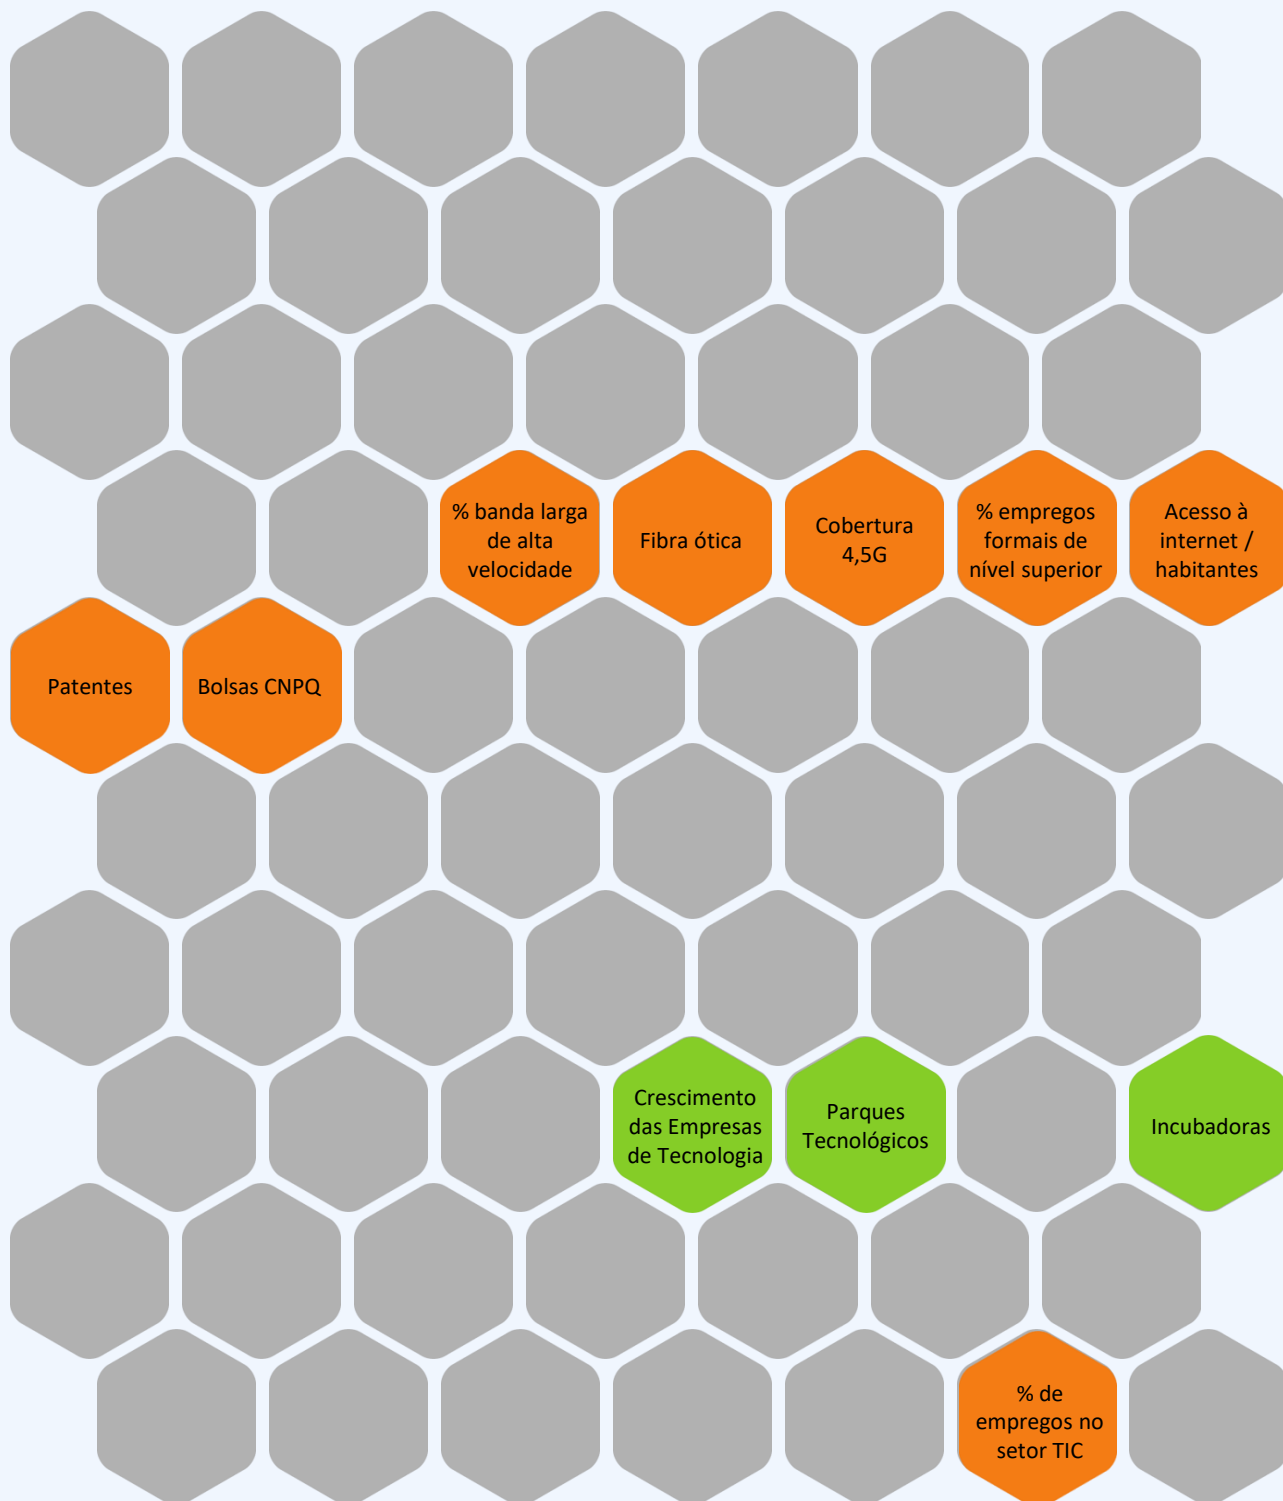 % banda larga
de alta
velocidade
Fibra ótica
Cobertura
4,5G
% empregos
formais de
nível superior
Acesso à
internet /
habitantes
Patentes
Bolsas CNPQ
Crescimento
das Empresas
de Tecnologia
Parques
Tecnológicos
Incubadoras
% de
empregos no
setor TIC